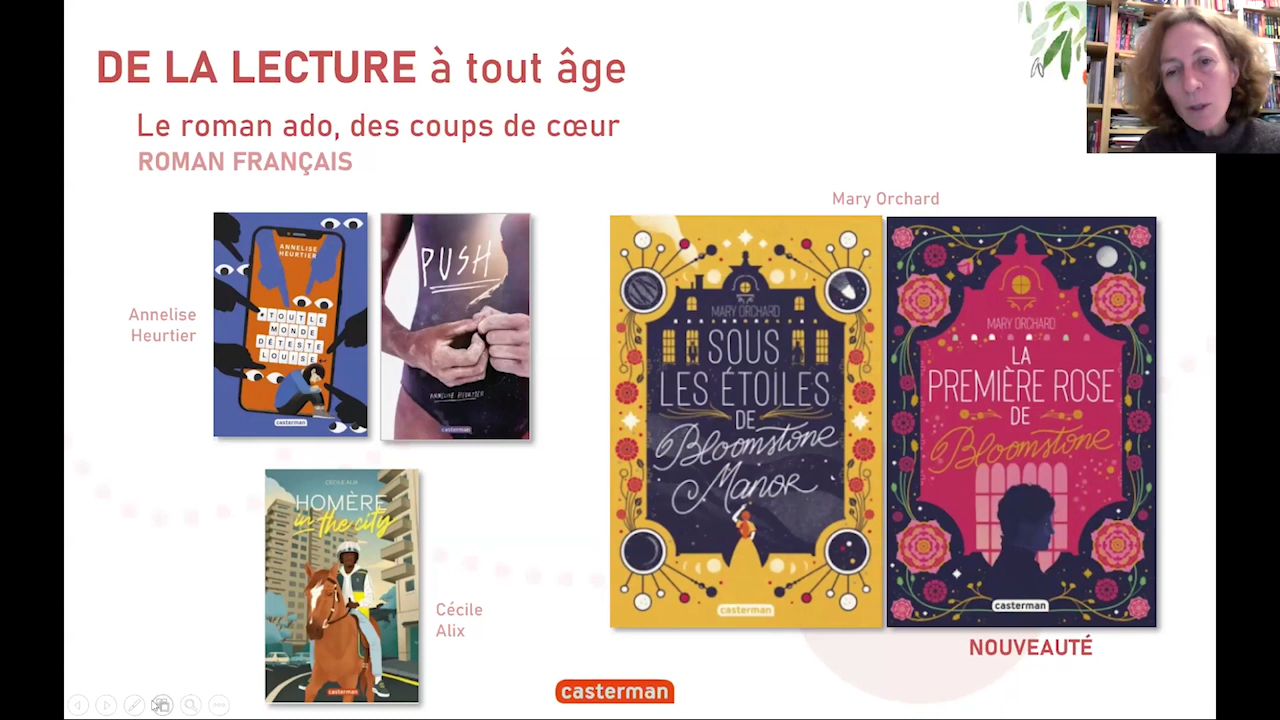 DE LA LECTURE à tout âge
Le roman ado, des coups de cœur
ROMAN FRANÇAIS
Mary Orchard
Annelise
Heurtier
ANNELISE
HEURTIER
#TOUT LE
MONDE
DÉTESTE
LOUISE
casterman
PUSH
ANNELISE HEURTIER
casterman
MARY ORCHARD
SOUS
LES ÉTOILES
DE
Bloomstone
Manor
casterman
MARY ORCHARD
LA
PREMIÈRE ROSE
DE
Bloomstone
casterman
NOUVEAUTÉ
CÉCILE ALIX
HOMÈRE
in the city
casterman
Cécile
Alix
casterman